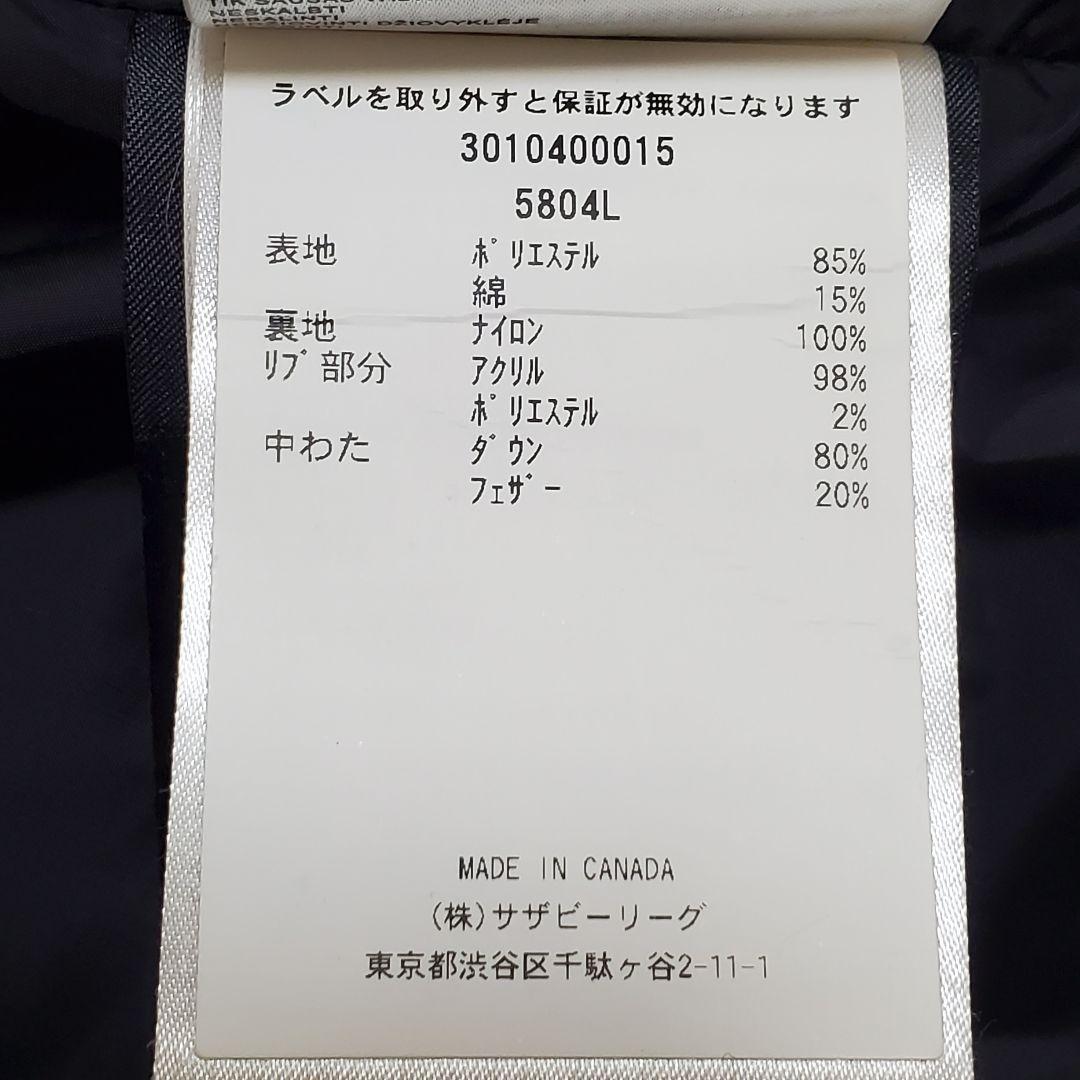 NESKALBTI
ラベルを取り外すと保証が無効になります
3010400015
5804L
表地 ﾎﾟﾘｴｽﾃﾙ 85%
綿 15%
裏地 ﾅｲﾛﾝ 100%
ﾘﾌﾞ部分 ｱｸﾘﾙ 98%
ﾎﾟﾘｴｽﾃﾙ 2%
中わた ﾀﾞｳﾝ 80%
ﾌｪｻﾞｰ 20%
MADE IN CANADA
(株)サザビーリーグ
東京都渋谷区千駄ヶ谷2-11-1